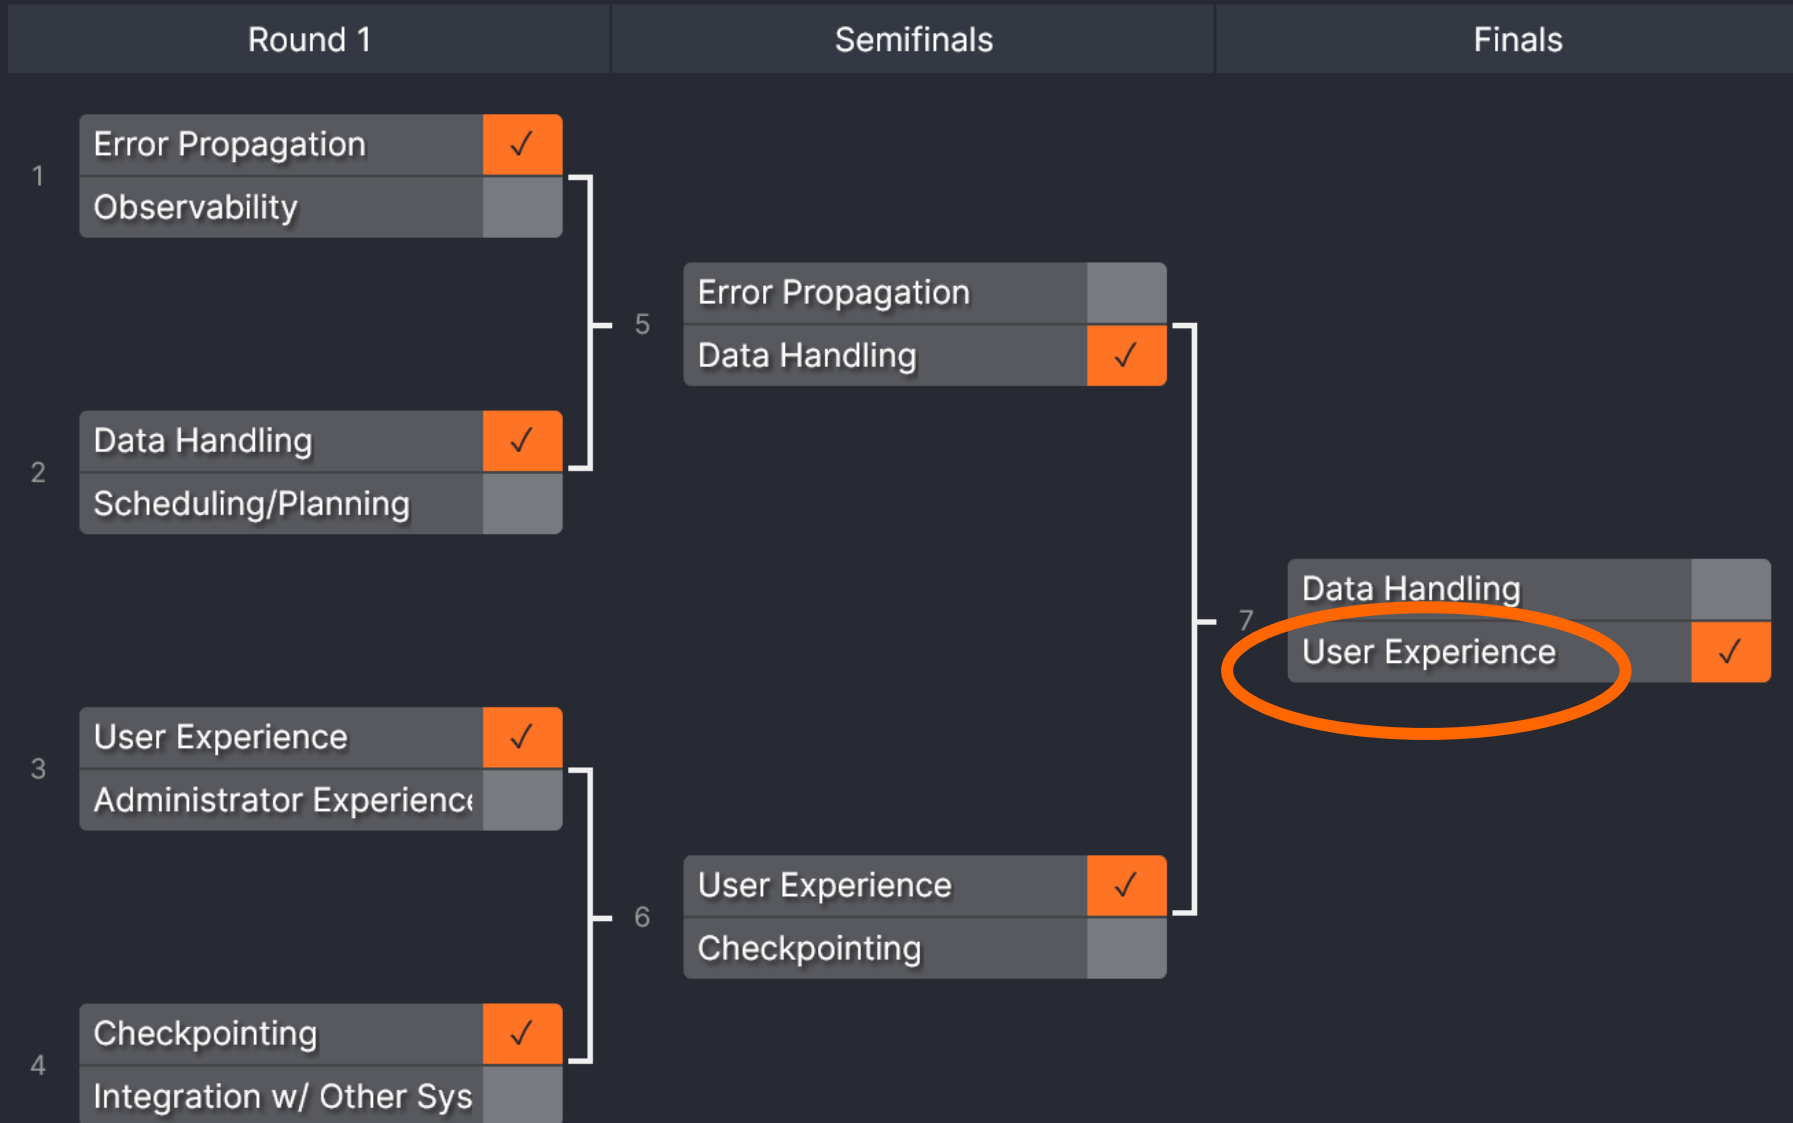 Round 1
Semifinals
Finals
1
Error Propagation ✓
Observability
2
Data Handling ✓
Scheduling/Planning
3
User Experience ✓
Administrator Experience
4
Checkpointing ✓
Integration w/ Other Sys
5
Error Propagation
Data Handling ✓
6
User Experience ✓
Checkpointing
7
Data Handling
User Experience ✓